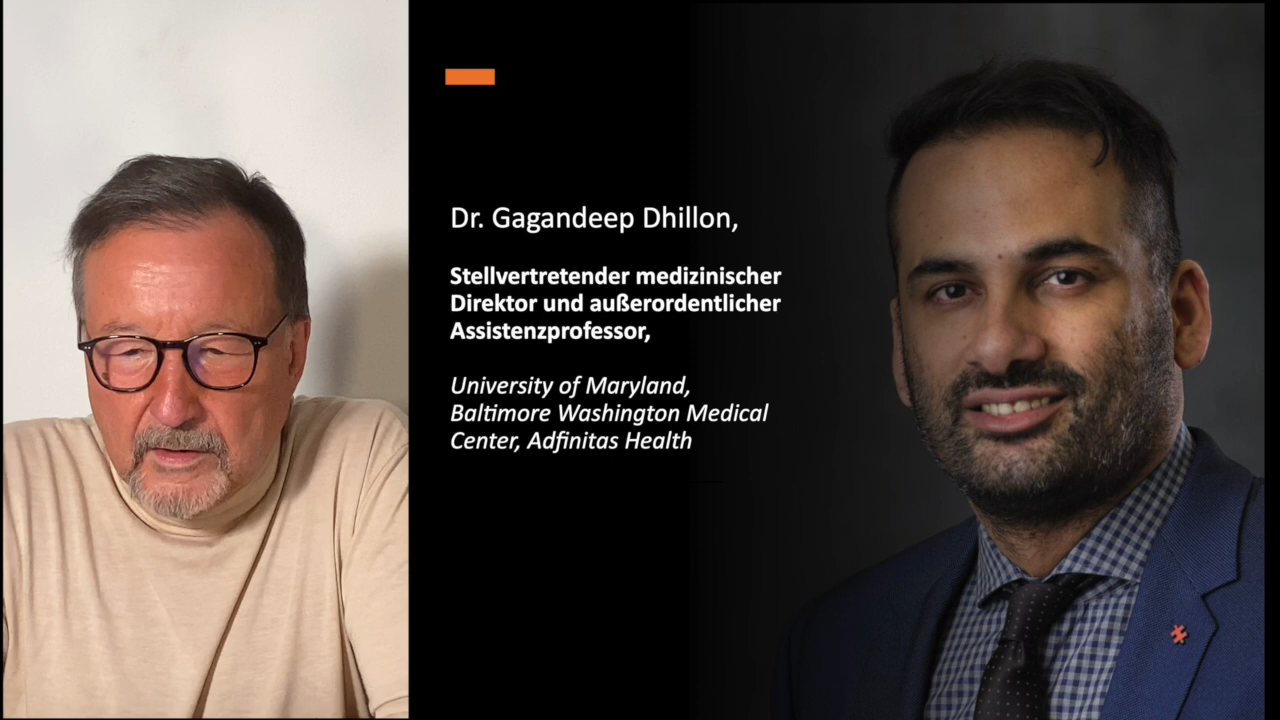 Dr. Gagandeep Dhillon,
Stellvertretender medizinischer
Direktor und außerordentlicher
Assistenzprofessor,
University of Maryland,
Baltimore Washington Medical
Center, Adfinitas Health